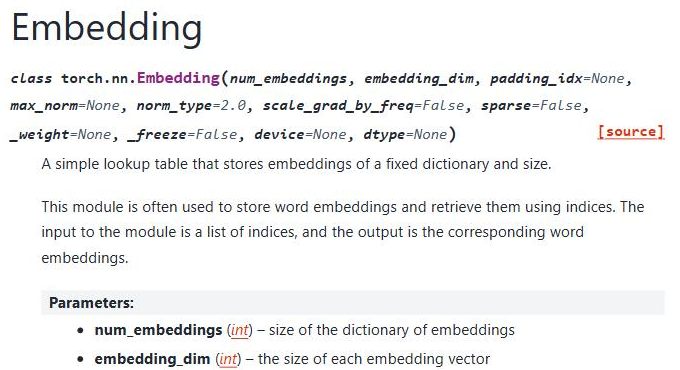 Embedding
class torch.nn.Embedding(num_embeddings, embedding_dim, padding_idx=None,
max_norm=None, norm_type=2.0, scale_grad_by_freq=False, sparse=False,
_weight=None, _freeze=False, device=None, dtype=None) [source]
A simple lookup table that stores embeddings of a fixed dictionary and size.
This module is often used to store word embeddings and retrieve them using indices. The
input to the module is a list of indices, and the output is the corresponding word
embeddings.
Parameters:
• num_embeddings (int) – size of the dictionary of embeddings
• embedding_dim (int) – the size of each embedding vector